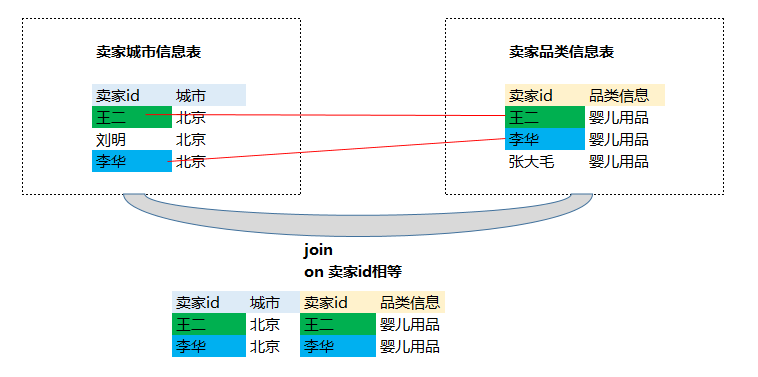 卖家城市信息表
卖家id 城市
王二 北京
刘明 北京
李华 北京
卖家品类信息表
卖家id 品类信息
王二 婴儿用品
李华 婴儿用品
张大毛 婴儿用品
join
on 卖家id相等
卖家id 城市 卖家id 品类信息
王二 北京 王二 婴儿用品
李华 北京 李华 婴儿用品